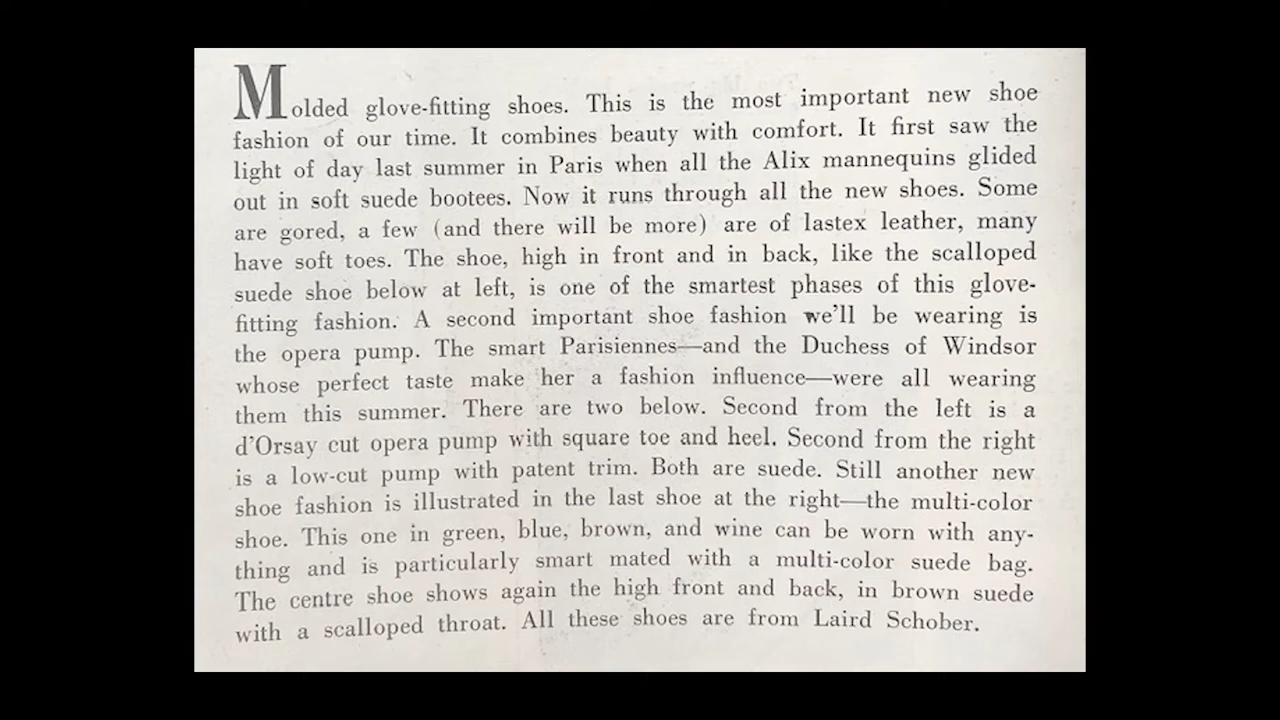 Molded glove-fitting shoes. This is the most important new shoe
fashion of our time. It combines beauty with comfort. It first saw the
light of day last summer in Paris when all the Alix mannequins glided
out in soft suede bootees. Now it runs through all the new shoes. Some
are gored, a few (and there will be more) are of lastex leather, many
have soft toes. The shoe, high in front and in back, like the scalloped
suede shoe below at left, is one of the smartest phases of this glove-
fitting fashion. A second important shoe fashion we'll be wearing is
the opera pump. The smart Parisiennes—and the Duchess of Windsor
whose perfect taste make her a fashion influence—were all wearing
them this summer. There are two below. Second from the left is a
d'Orsay cut opera pump with square toe and heel. Second from the right
is a low-cut pump with patent trim. Both are suede. Still another new
shoe fashion is illustrated in the last shoe at the right—the multi-color
shoe. This one in green, blue, brown, and wine can be worn with any-
thing and is particularly smart mated with a multi-color suede bag.
The centre shoe shows again the high front and back, in brown suede
with a scalloped throat. All these shoes are from Laird Schober.